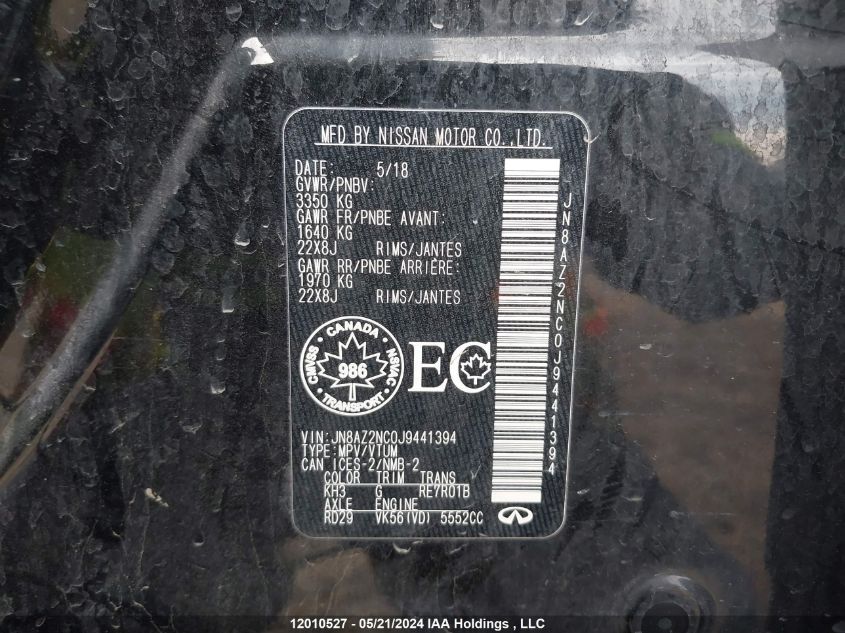 MFD BY NISSAN MOTOR CO.,LTD.
DATE: 5/18
GVWR/PNBV:
3350 KG
GAWR FR/PNBE AVANT:
1640 KG
22X8J RIMS/JANTES
GAWR RR/PNBE ARRIÈRE:
1970 KG
22X8J RIMS/JANTES
JN8AZ2NC0J9441394
CANADA
CMVSS 986 NSVAC
TRANSPORT
EC
VIN:JN8AZ2NC0J9441394
TYPE:MPV/VTUM
CAN ICES-2/NMB-2
COLOR TRIM TRANS
KH3 G RE7R01B
AXLE ENGINE
RD29 VK56(VD) 5552CC
12010527 - 05/21/2024 IAA Holdings , LLC